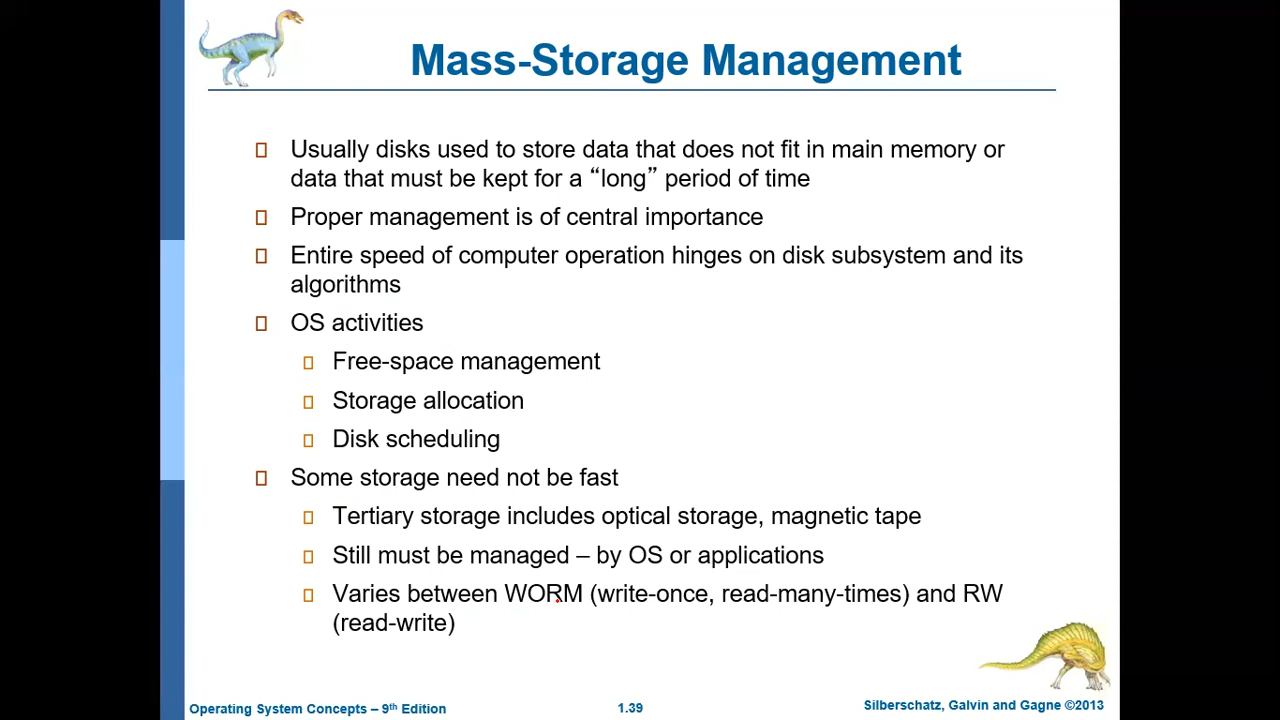 Mass-Storage Management
Usually disks used to store data that does not fit in main memory or
data that must be kept for a “long” period of time
Proper management is of central importance
Entire speed of computer operation hinges on disk subsystem and its
algorithms
OS activities
Free-space management
Storage allocation
Disk scheduling
Some storage need not be fast
Tertiary storage includes optical storage, magnetic tape
Still must be managed – by OS or applications
Varies between WORM (write-once, read-many-times) and RW
(read-write)
Operating System Concepts – 9th Edition
1.39
Silberschatz, Galvin and Gagne ©2013